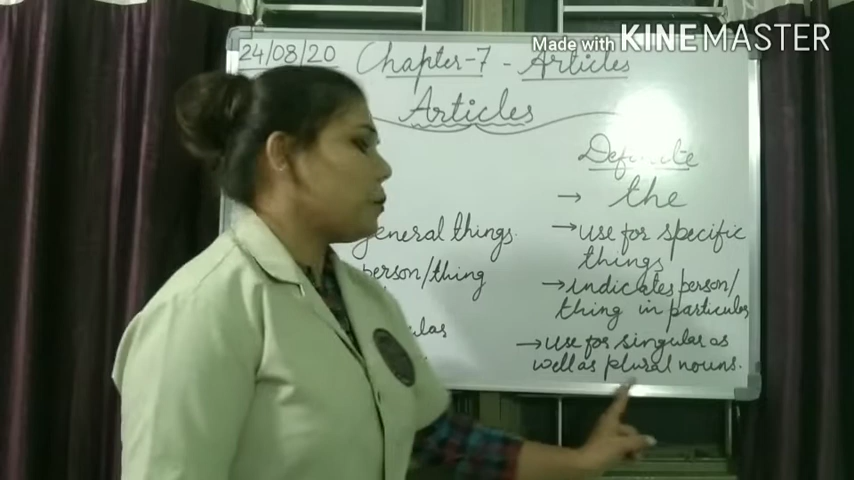 Made with KINEMASTER
24/08/20 Chapter-7 - Articles
Articles
general things.
person/thing
Definite
→ the
→ use for specific
things
→ indicates person/
thing in particular
→ use for singular as
well as plural nouns.